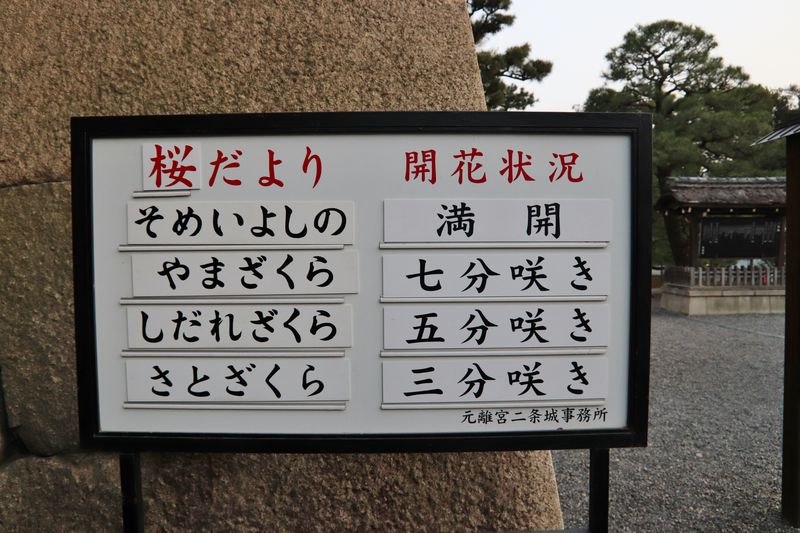 桜だより 開花状況
そめいよしの 満開
やまざくら 七分咲き
しだれざくら 五分咲き
さとざくら 三分咲き
元離宮二条城事務所